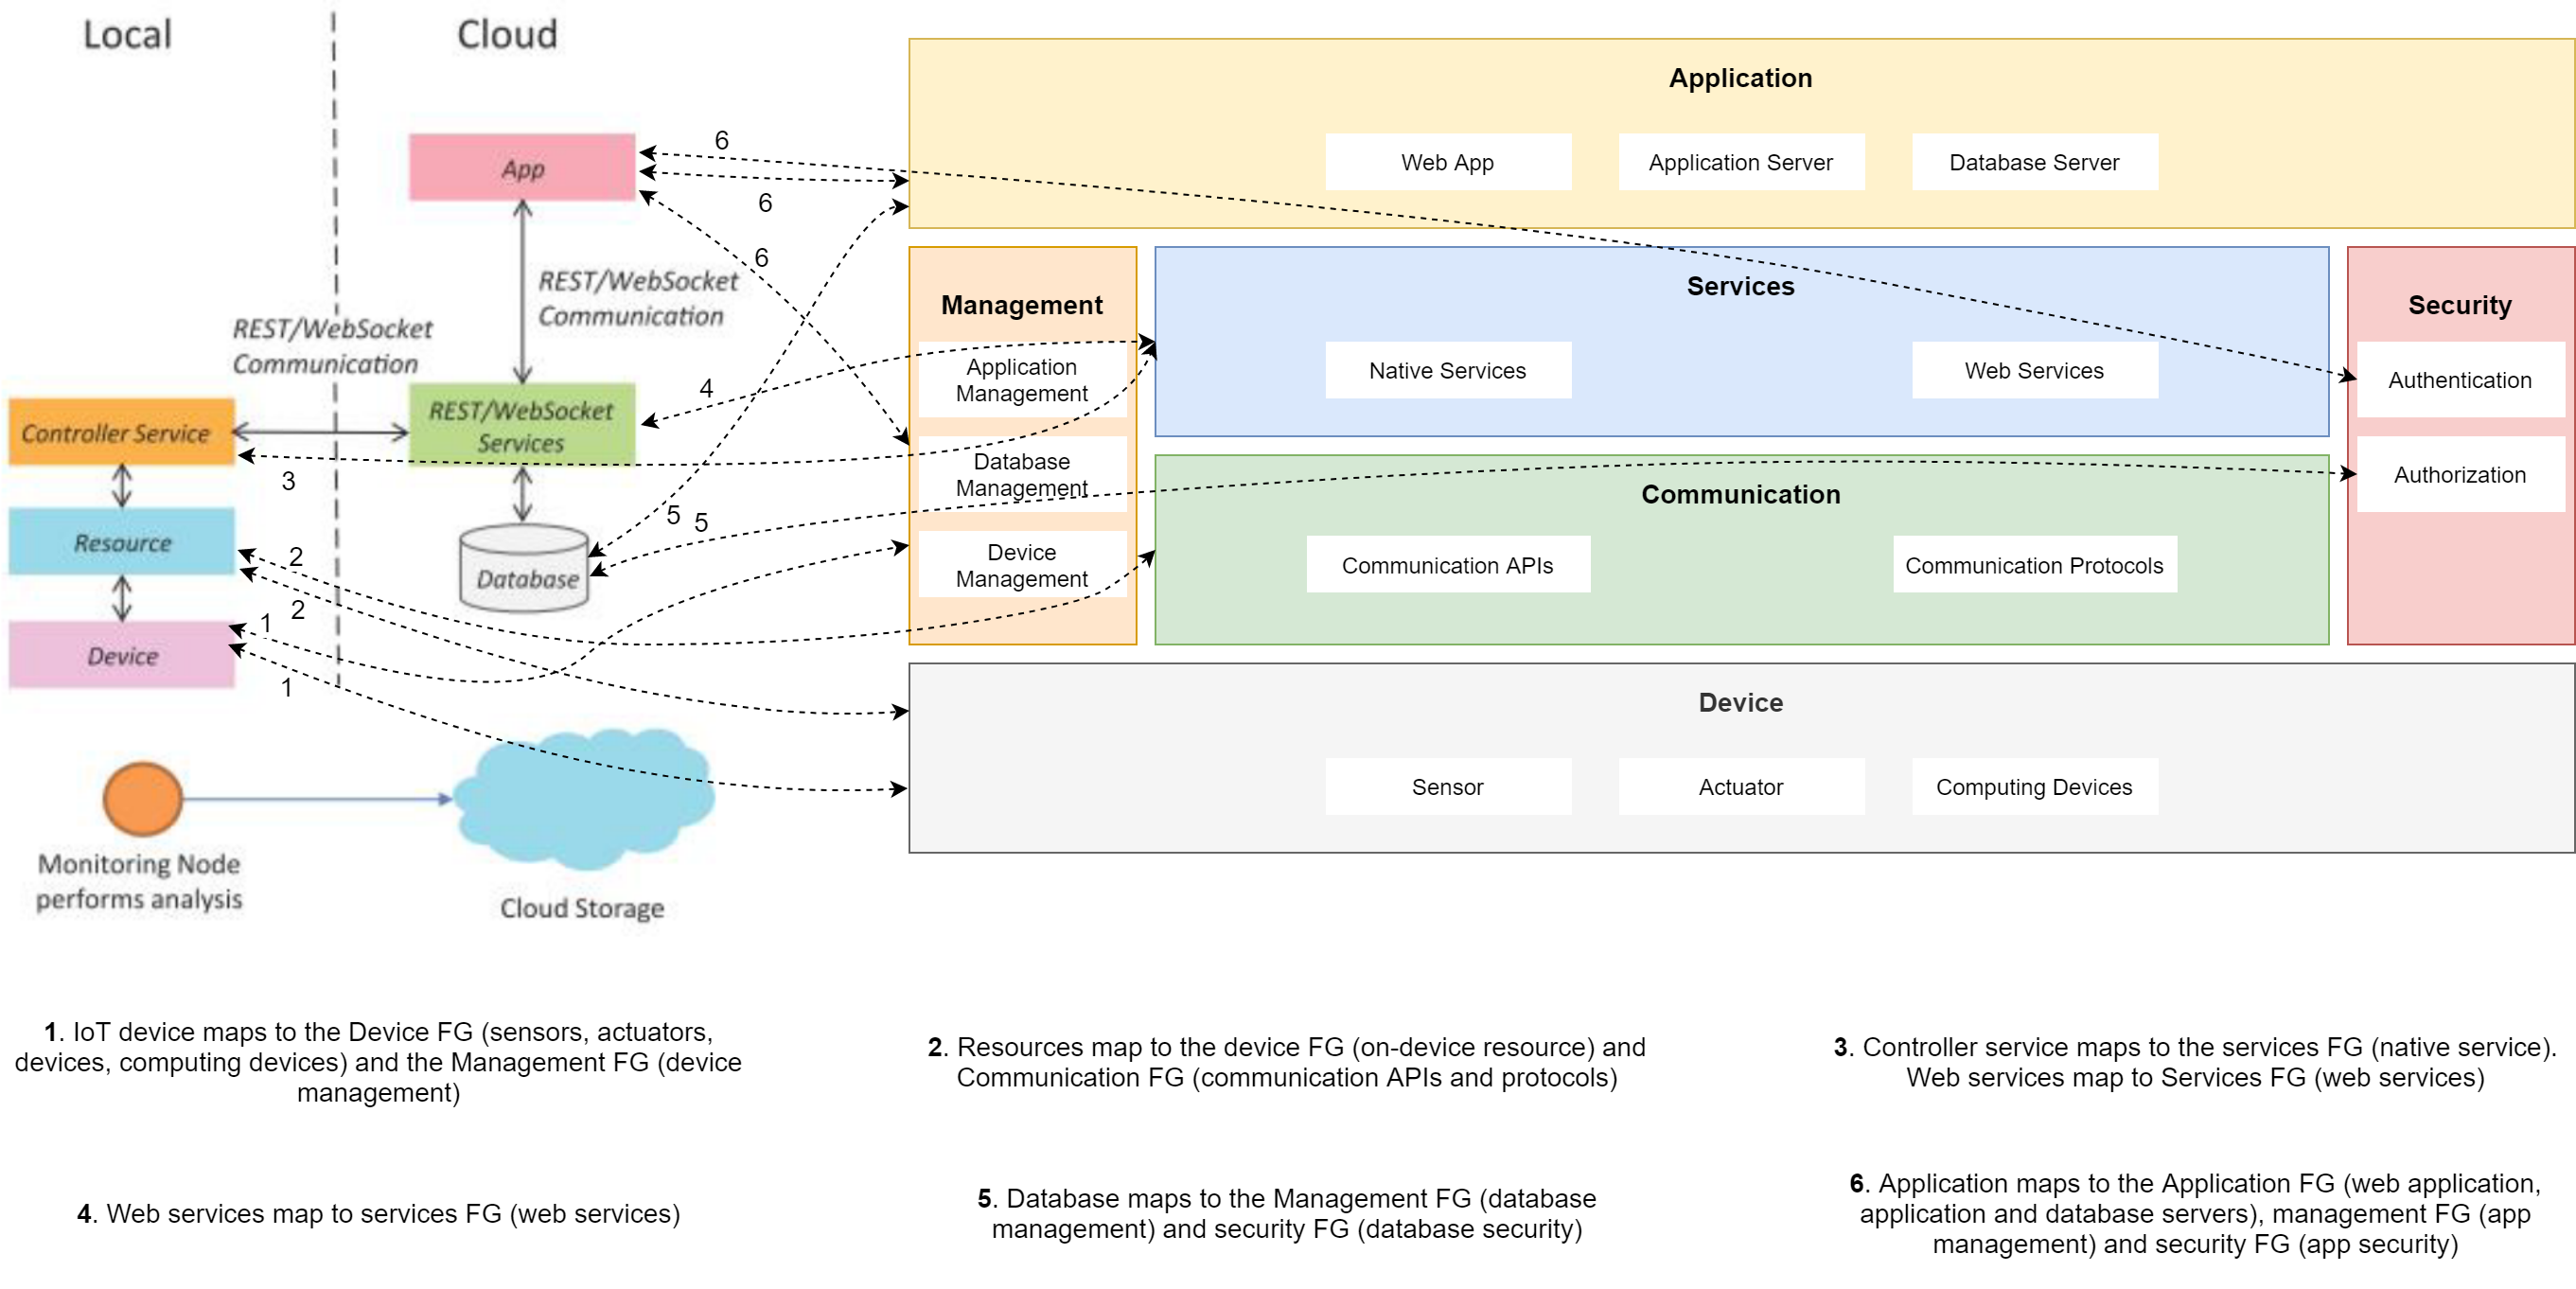 Local
Cloud
App
REST/WebSocket
Communication
REST/WebSocket
Communication
Controller Service
REST/WebSocket
Services
Resource
Database
Device
Monitoring Node
performs analysis
Cloud Storage
6
6
6
4
3
5
5
2
2
1
1
Application
Web App
Application Server
Database Server
Management
Application
Management
Database
Management
Device
Management
Services
Native Services
Web Services
Security
Authentication
Authorization
Communication
Communication APIs
Communication Protocols
Device
Sensor
Actuator
Computing Devices
1. IoT device maps to the Device FG (sensors, actuators,
devices, computing devices) and the Management FG (device
management)
2. Resources map to the device FG (on-device resource) and
Communication FG (communication APIs and protocols)
3. Controller service maps to the services FG (native service).
Web services map to Services FG (web services)
4. Web services map to services FG (web services)
5. Database maps to the Management FG (database
management) and security FG (database security)
6. Application maps to the Application FG (web application,
application and database servers), management FG (app
management) and security FG (app security)